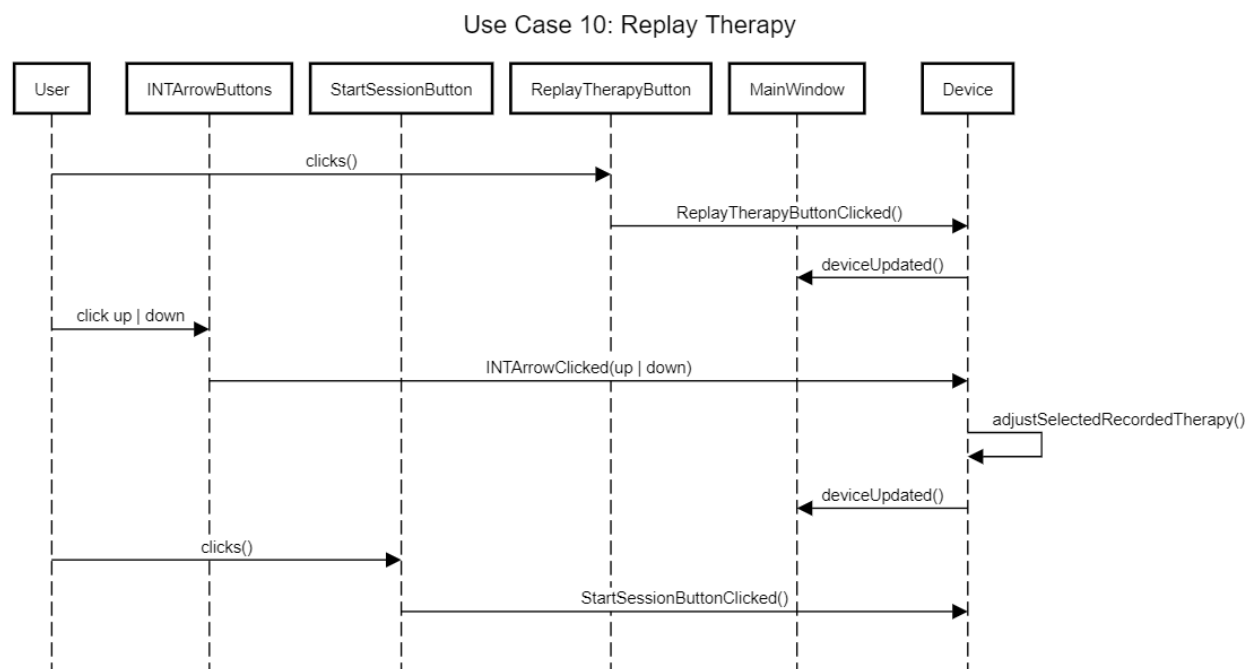 Use Case 10: Replay Therapy
User
INTArrowButtons
StartSessionButton
ReplayTherapyButton
MainWindow
Device
clicks()
ReplayTherapyButtonClicked()
deviceUpdated()
click up | down
INTArrowClicked(up | down)
adjustSelectedRecordedTherapy()
deviceUpdated()
clicks()
StartSessionButtonClicked()